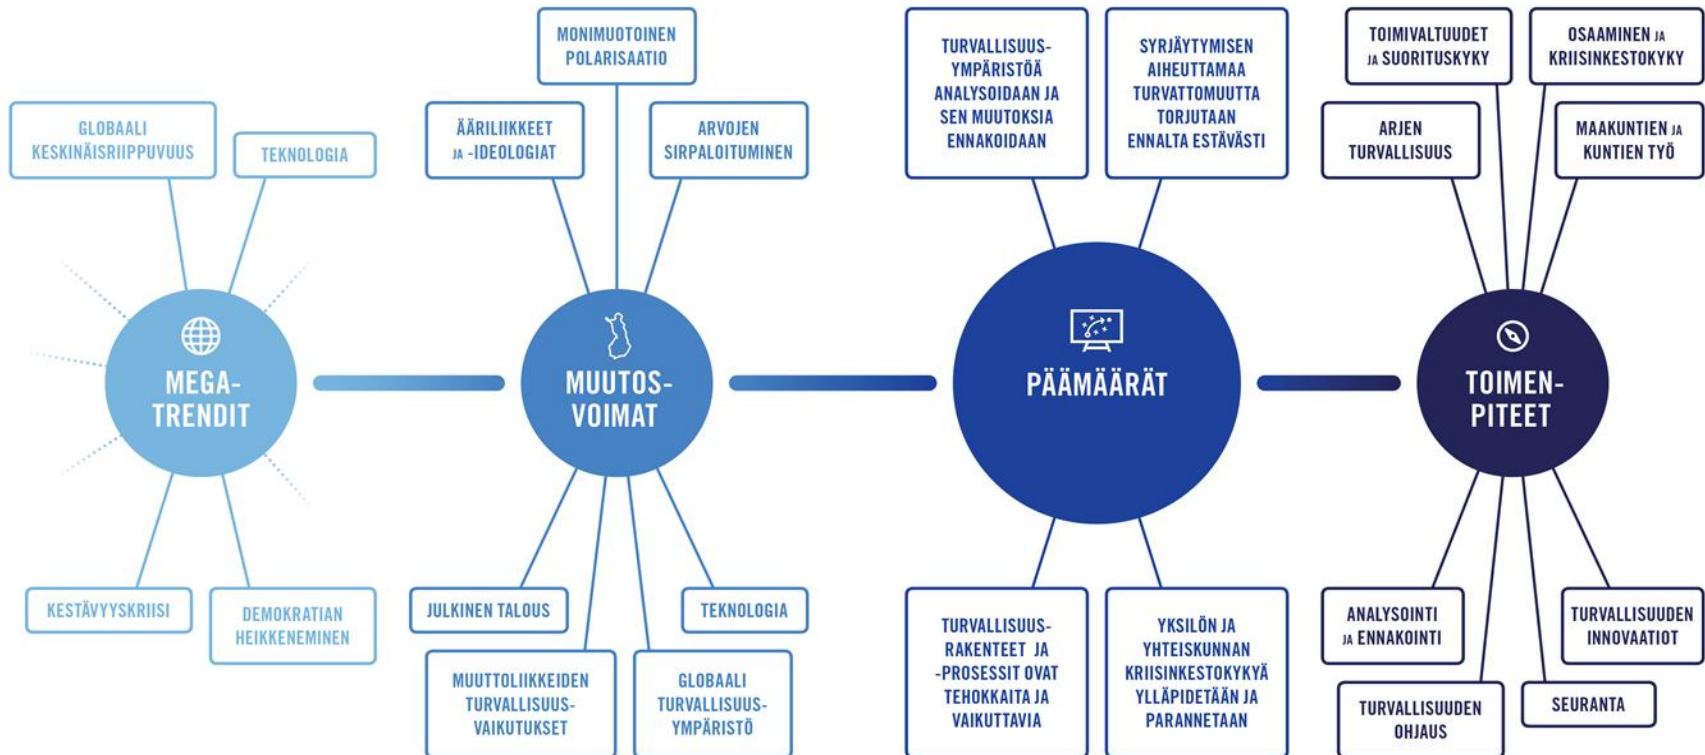 GLOBAALI
KESKINÄISRIIPPUVUUS
TEKNOLOGIA
MEGA-
TRENDIT
KESTÄVYYSKRIISI
DEMOKRATIAN
HEIKKENEMINEN
MONIMUOTOINEN
POLARISAATIO
ÄÄRILIIKKEET
JA -IDEOLOGIAT
ARVOJEN
SIRPALOITUMINEN
MUUTOS-
VOIMAT
JULKINEN TALOUS
TEKNOLOGIA
MUUTTOLIIKKEIDEN
TURVALLISUUS-
VAIKUTUKSET
GLOBAALI
TURVALLISUUS-
YMPÄRISTÖ
TURVALLISUUS-
YMPÄRISTÖÄ
ANALYSOIDAAN JA
SEN MUUTOKSIA
ENNAKOIDAAN
SYRJÄYTYMISEN
AIHEUTTAMAA
TURVATTOMUUTTA
TORJUTAAN
ENNALTA ESTÄVÄSTI
PÄÄMÄÄRÄT
TURVALLISUUS-
RAKENTEET JA
-PROSESSIT OVAT
TEHOKKAITA JA
VAIKUTTAVIA
YKSILÖN JA
YHTEISKUNNAN
KRIISINKESTOKYKYÄ
YLLÄPIDETÄÄN JA
PARANNETAAN
TOIMIVALTUUDET
JA SUORITUSKYKY
OSAAMINEN JA
KRIISINKESTOKYKY
ARJEN
TURVALLISUUS
MAAKUNTIEN JA
KUNTIEN TYÖ
TOIMEN-
PITEET
ANALYSOINTI
JA ENNAKOINTI
TURVALLISUUDEN
INNOVAATIOT
TURVALLISUUDEN
OHJAUS
SEURANTA